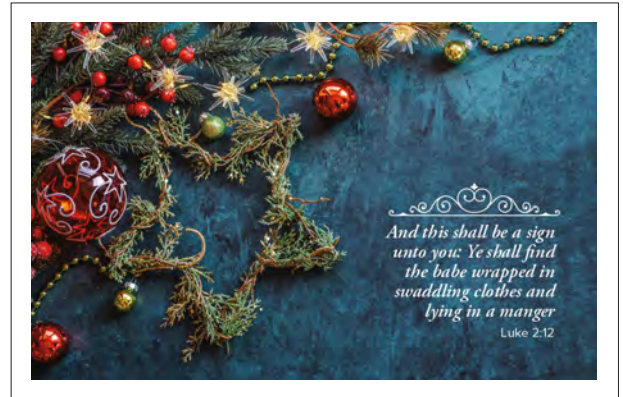 And this shall be a sign
unto you: Ye shall find
the babe wrapped in
swaddling clothes and
lying in a manger
Luke 2:12